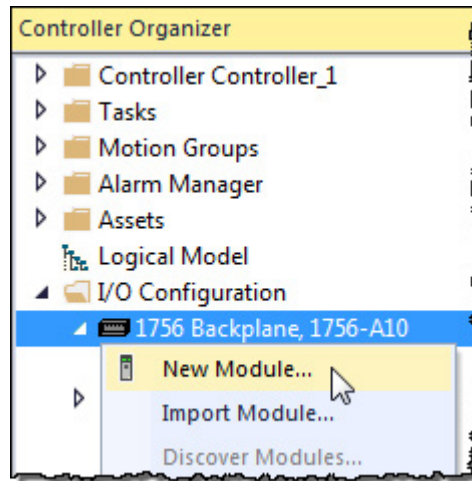 Controller Organizer
Controller Controller_1
Tasks
Motion Groups
Alarm Manager
Assets
Logical Model
I/O Configuration
1756 Backplane, 1756-A10
New Module...
Import Module...
Discover Modules...